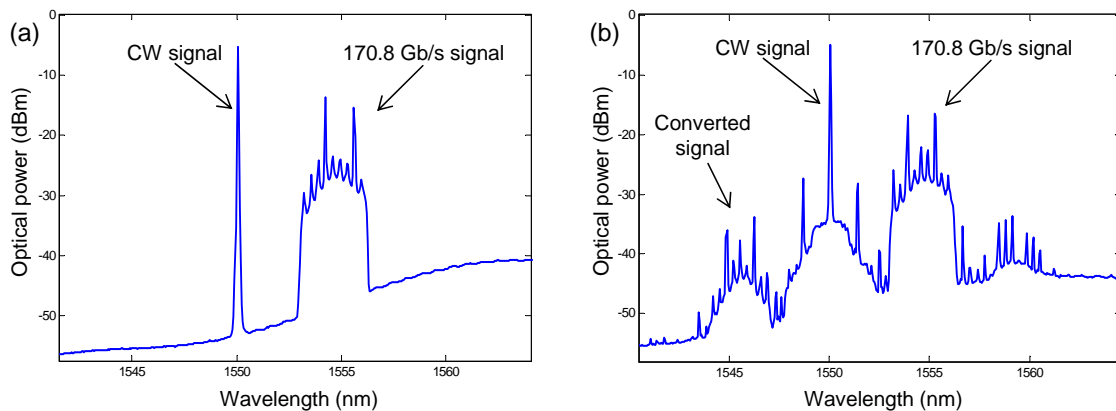 (a)
CW signal
170.8 Gb/s signal
Optical power (dBm)
0
-10
-20
-30
-40
-50
1545
1550
1555
1560
Wavelength (nm)
(b)
CW signal
170.8 Gb/s signal
Converted
signal
Optical power (dBm)
0
-10
-20
-30
-40
-50
1545
1550
1555
1560
Wavelength (nm)